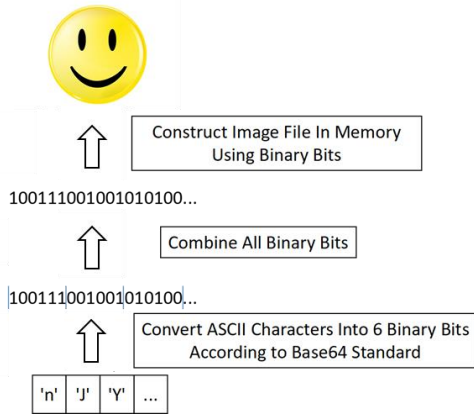 Construct Image File In Memory
Using Binary Bits
100111001001010100...
Combine All Binary Bits
100111001001010100...
Convert ASCII Characters Into 6 Binary Bits
According to Base64 Standard
'n' 'J' 'Y' ...